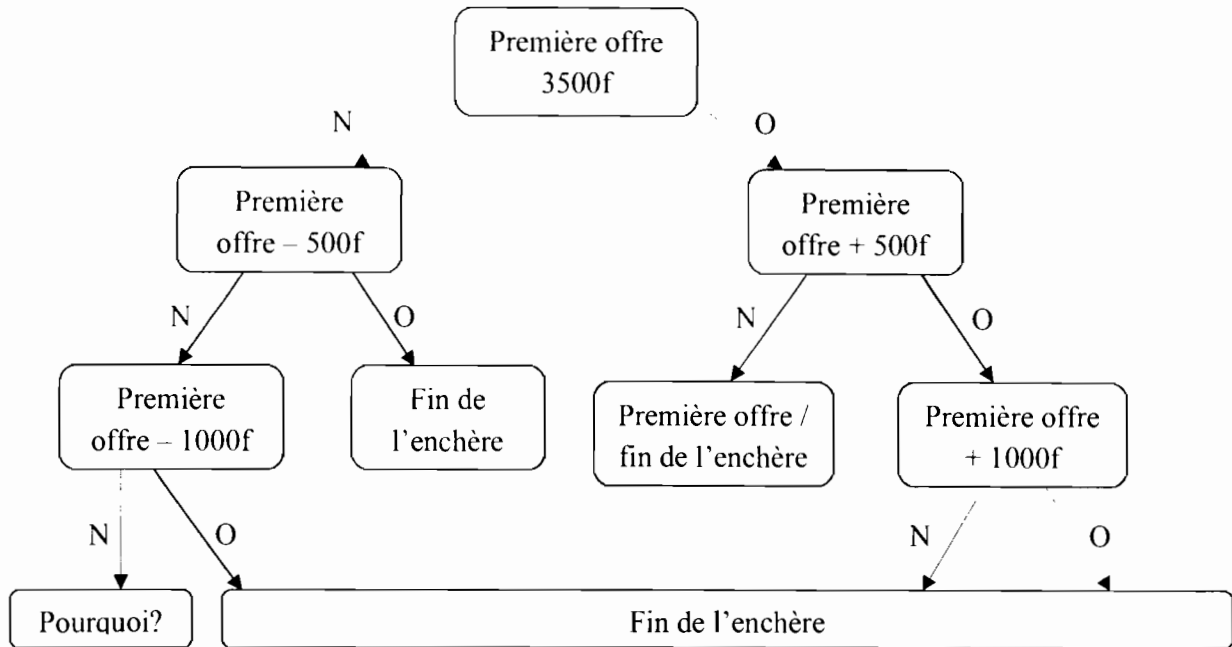 Première offre
3500f
N
O
Première
offre – 500f
Première
offre + 500f
N
O
N
O
Première
offre – 1000f
Fin de
l'enchère
Première offre /
fin de l'enchère
Première offre
+ 1000f
N
O
N
O
Pourquoi?
Fin de l'enchère